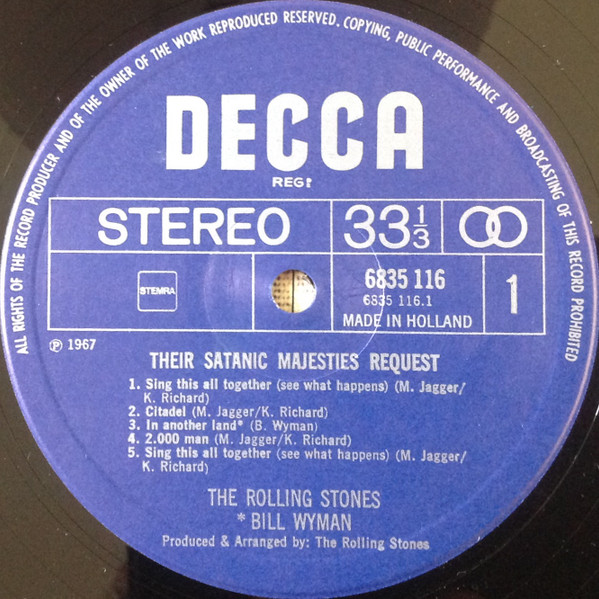 ALL RIGHTS OF THE RECORD PRODUCER AND OF THE OWNER OF THE WORK REPRODUCED RESERVED. COPYING, PUBLIC PERFORMANCE AND BROADCASTING OF THIS RECORD PROHIBITED
DECCA
REGD
STEREO 33 1/3
STEMRA
6835 116
6835 116.1
MADE IN HOLLAND
1
Ⓟ 1967
THEIR SATANIC MAJESTIES REQUEST
1. Sing this all together (see what happens) (M. Jagger/
K. Richard)
2. Citadel (M. Jagger/K. Richard)
3. In another land* (B. Wyman)
4. 2.000 man (M. Jagger/K. Richard)
5. Sing this all together (see what happens) (M. Jagger/
K. Richard)
THE ROLLING STONES
* BILL WYMAN
Produced & Arranged by: The Rolling Stones